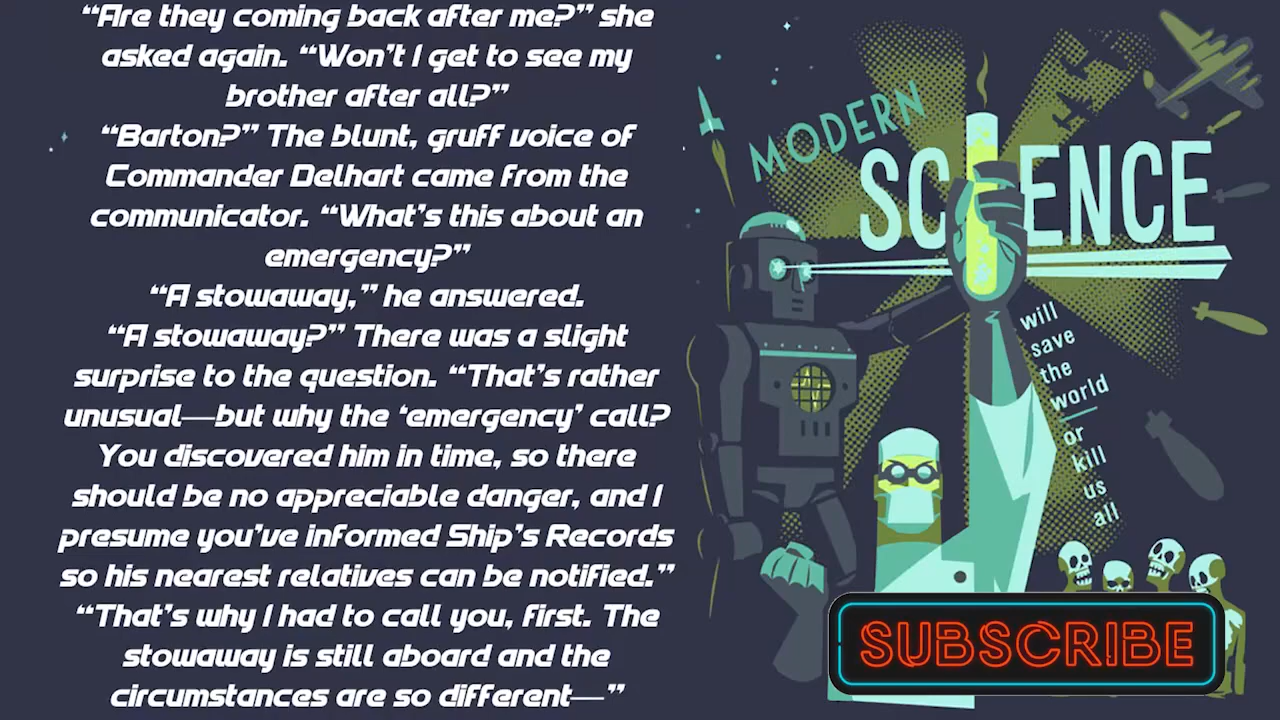 “Are they coming back after me?” she
asked again. “Won’t I get to see my
brother after all?”
“Barton?” The blunt, gruff voice of
Commander Delhart came from the
communicator. “What’s this about an
emergency?”
“A stowaway,” he answered.
“A stowaway?” There was a slight
surprise to the question. “That’s rather
unusual—but why the ‘emergency’ call?
You discovered him in time, so there
should be no appreciable danger, and I
presume you’ve informed Ship’s Records
so his nearest relatives can be notified.”
“That’s why I had to call you, first. The
stowaway is still aboard and the
circumstances are so different—”
MODERN
SCIENCE
will
save
the
world
or
kill
us
all
SUBSCRIBE